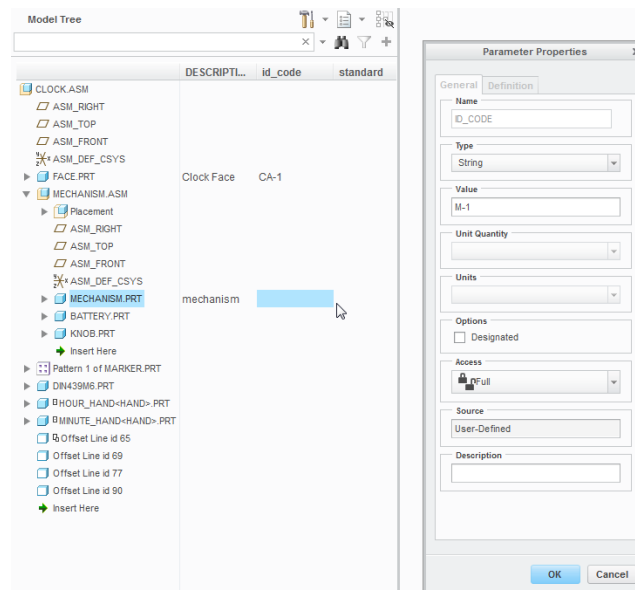 Model Tree
DESCRIPTI... id_code standard
CLOCK.ASM
ASM_RIGHT
ASM_TOP
ASM_FRONT
ASM_DEF_CSYS
FACE.PRT Clock Face CA-1
MECHANISM.ASM
Placement
ASM_RIGHT
ASM_TOP
ASM_FRONT
ASM_DEF_CSYS
MECHANISM.PRT mechanism
BATTERY.PRT
KNOB.PRT
Insert Here
Pattern 1 of MARKER.PRT
DIN439M6.PRT
HOUR_HAND<HAND>.PRT
MINUTE_HAND<HAND>.PRT
Offset Line id 65
Offset Line id 69
Offset Line id 77
Offset Line id 90
Insert Here
Parameter Properties
General Definition
Name
ID_CODE
Type
String
Value
M-1
Unit Quantity
Units
Options
Designated
Access
Full
Source
User-Defined
Description
OK Cancel